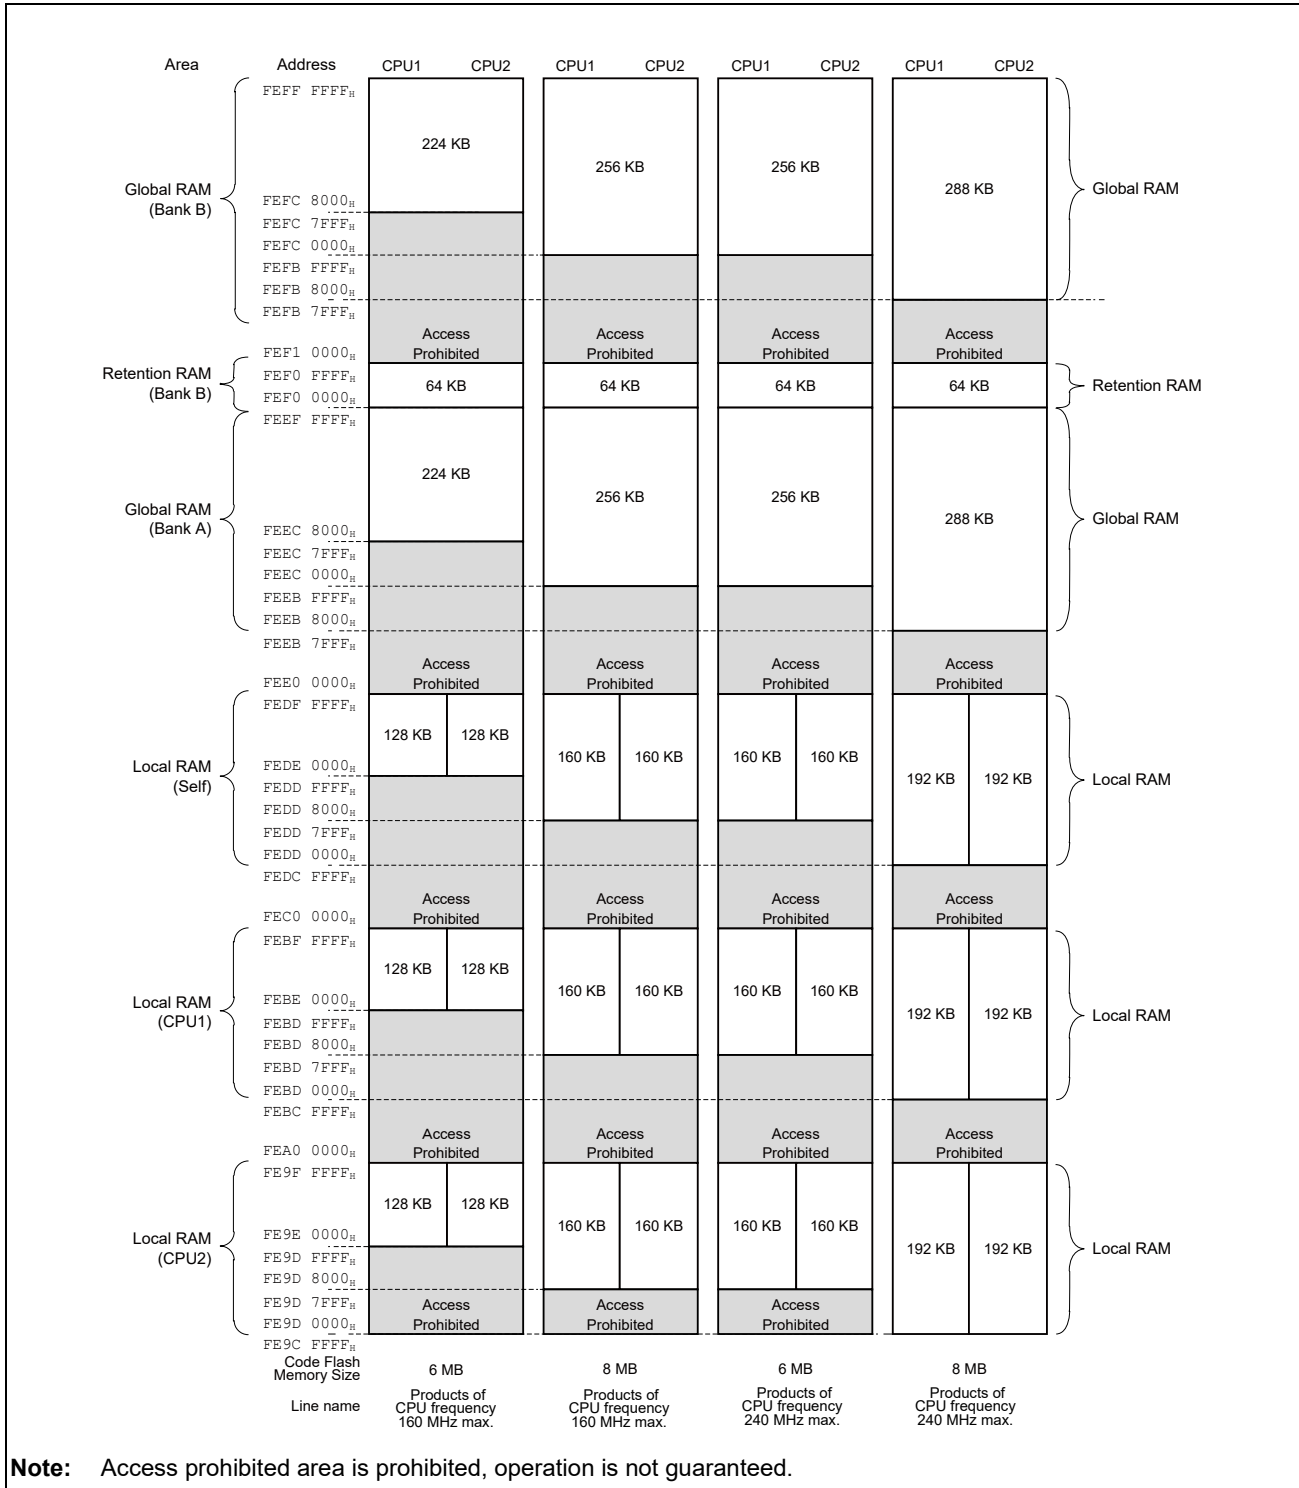 Area Address CPU1 CPU2 CPU1 CPU2 CPU1 CPU2 CPU1 CPU2
FEFF FFFFH
224 KB
256 KB 256 KB
Global RAM
(Bank B)
288 KB
Global RAM
FEFC 8000H
FEFC 7FFFH
FEFC 0000H
FEFB FFFFH
FEFB 8000H
FEFB 7FFFH
Access
Prohibited
Access
Prohibited
Access
Prohibited
Access
Prohibited
FEF1 0000H
Retention RAM
(Bank B)
FEF0 FFFFH
64 KB 64 KB 64 KB 64 KB
Retention RAM
FEF0 0000H
FEEF FFFFH
224 KB
256 KB 256 KB
Global RAM
(Bank A)
288 KB
Global RAM
FEEC 8000H
FEEC 7FFFH
FEEC 0000H
FEEB FFFFH
FEEB 8000H
FEEB 7FFFH
Access
Prohibited
Access
Prohibited
Access
Prohibited
Access
Prohibited
FEE0 0000H
FEDF FFFFH
128 KB 128 KB
160 KB 160 KB 160 KB 160 KB
Local RAM
(Self)
FEDE 0000H
192 KB 192 KB
Local RAM
FEDD FFFFH
FEDD 8000H
FEDD 7FFFH
FEDD 0000H
FEDC FFFFH
Access
Prohibited
Access
Prohibited
Access
Prohibited
Access
Prohibited
FEC0 0000H
FEBF FFFFH
128 KB 128 KB
160 KB 160 KB 160 KB 160 KB
Local RAM
(CPU1)
FEBE 0000H
192 KB 192 KB
Local RAM
FEBD FFFFH
FEBD 8000H
FEBD 7FFFH
FEBD 0000H
FEBC FFFFH
Access
Prohibited
Access
Prohibited
Access
Prohibited
Access
Prohibited
FEA0 0000H
FE9F FFFFH
128 KB 128 KB
160 KB 160 KB 160 KB 160 KB
Local RAM
(CPU2)
FE9E 0000H
192 KB 192 KB
Local RAM
FE9D FFFFH
FE9D 8000H
FE9D 7FFFH
FE9D 0000H
FE9C FFFFH
Access
Prohibited
Access
Prohibited
Access
Prohibited
Code Flash
Memory Size
6 MB 8 MB 6 MB 8 MB
Line name
Products of
CPU frequency
160 MHz max.
Products of
CPU frequency
160 MHz max.
Products of
CPU frequency
240 MHz max.
Products of
CPU frequency
240 MHz max.
Note: Access prohibited area is prohibited, operation is not guaranteed.